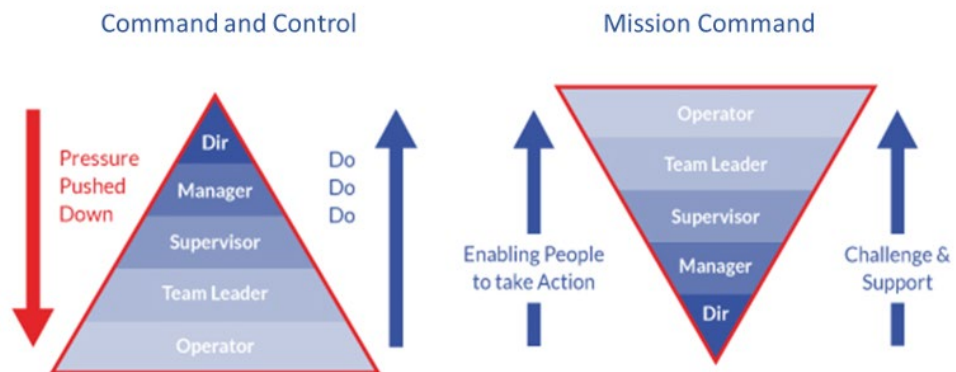 Command and Control
Mission Command
Pressure
Pushed
Down
Dir
Manager
Supervisor
Team Leader
Operator
Do
Do
Do
Enabling People
to take Action
Operator
Team Leader
Supervisor
Manager
Dir
Challenge &
Support